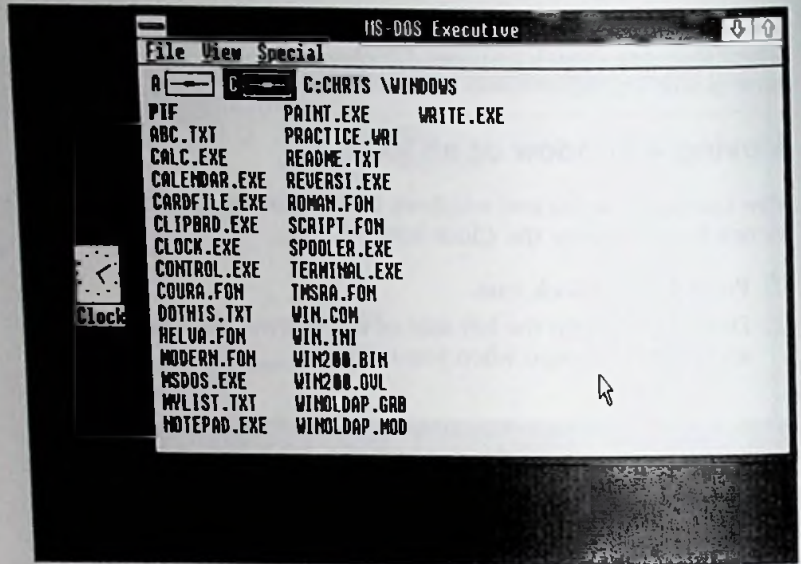 MS-DOS Executive
File View Special
A C C:CHRIS \WINDOWS
PIF PAINT.EXE WRITE.EXE
ABC.TXT PRACTICE.WRI
CALC.EXE README.TXT
CALENDAR.EXE REVERSI.EXE
CARDFILE.EXE ROMAN.FON
CLIPBRD.EXE SCRIPT.FON
CLOCK.EXE SPOOLER.EXE
CONTROL.EXE TERMINAL.EXE
COURA.FON TMSRA.FON
DOTHIS.TXT WIN.COM
HELVA.FON WIN.INI
MODERN.FON WIN200.BIN
MSDOS.EXE WIN200.OVL
MYLIST.TXT WINOLDAP.GRB
NOTEPAD.EXE WINOLDAP.MOD
Clock